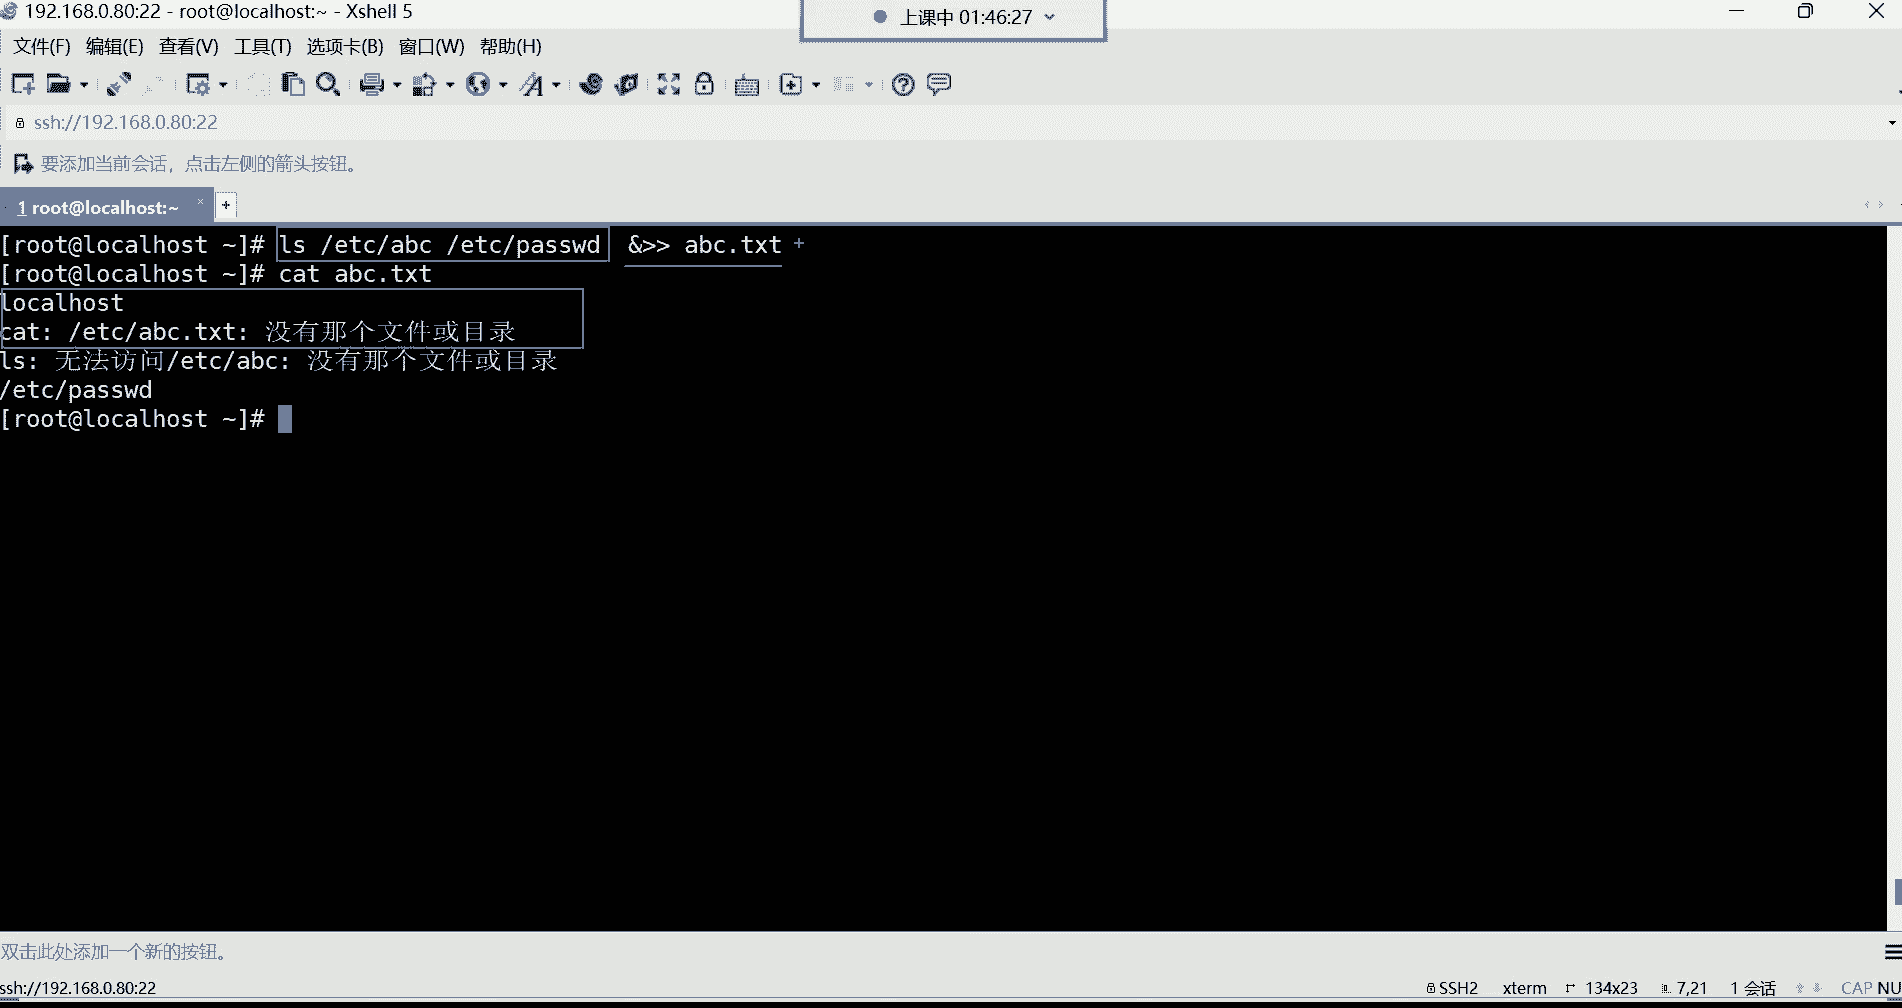 192.168.0.80:22 - root@localhost:~ - Xshell 5
上课中 01:46:27
文件(F) 编辑(E) 查看(V) 工具(T) 选项卡(B) 窗口(W) 帮助(H)
ssh://192.168.0.80:22
要添加当前会话，点击左侧的箭头按钮。
1 root@localhost:~ × +
[root@localhost ~]# ls /etc/abc /etc/passwd &>> abc.txt
[root@localhost ~]# cat abc.txt
localhost
cat: /etc/abc.txt: 没有那个文件或目录
ls: 无法访问/etc/abc: 没有那个文件或目录
/etc/passwd
[root@localhost ~]#
双击此处添加一个新的按钮。
ssh://192.168.0.80:22 SSH2 xterm 134x23 7,21 1 会话 CAP NU